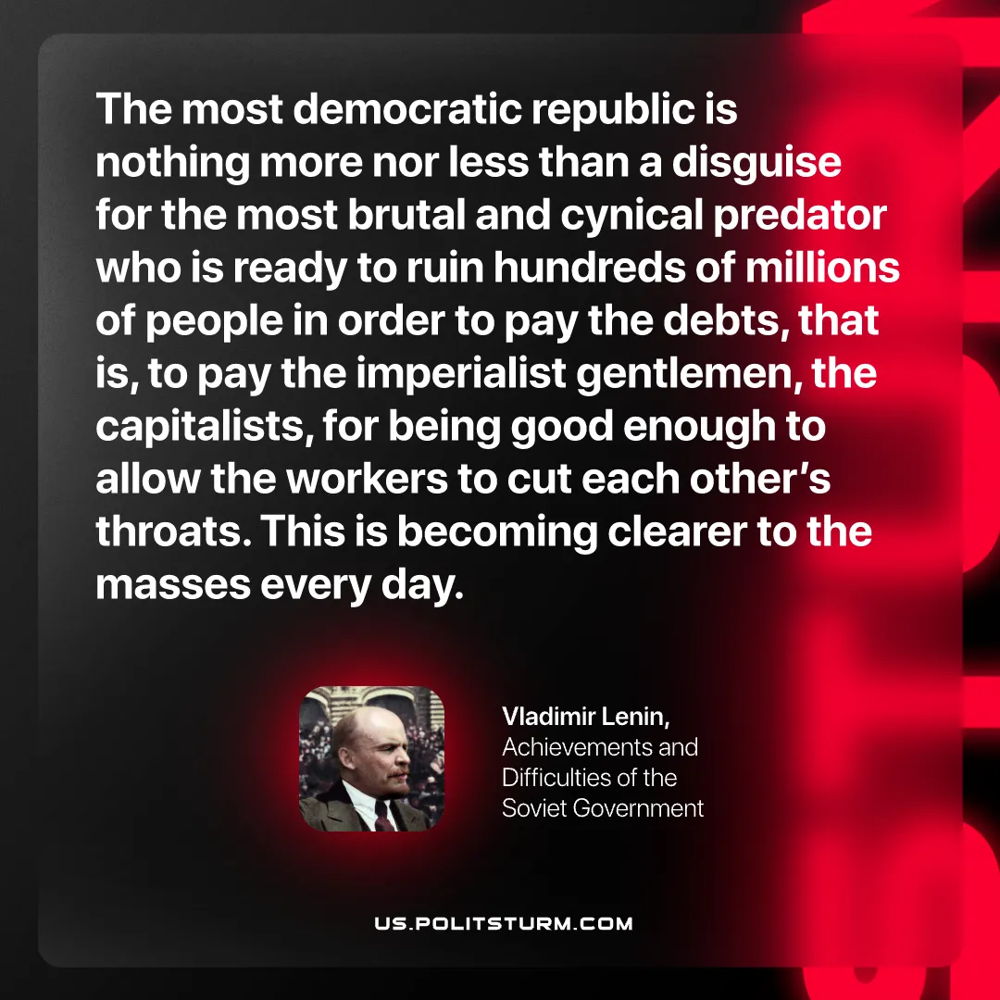 The most democratic republic is
nothing more nor less than a disguise
for the most brutal and cynical predator
who is ready to ruin hundreds of millions
of people in order to pay the debts, that
is, to pay the imperialist gentlemen, the
capitalists, for being good enough to
allow the workers to cut each other’s
throats. This is becoming clearer to the
masses every day.
Vladimir Lenin,
Achievements and
Difficulties of the
Soviet Government
US.POLITSTURM.COM